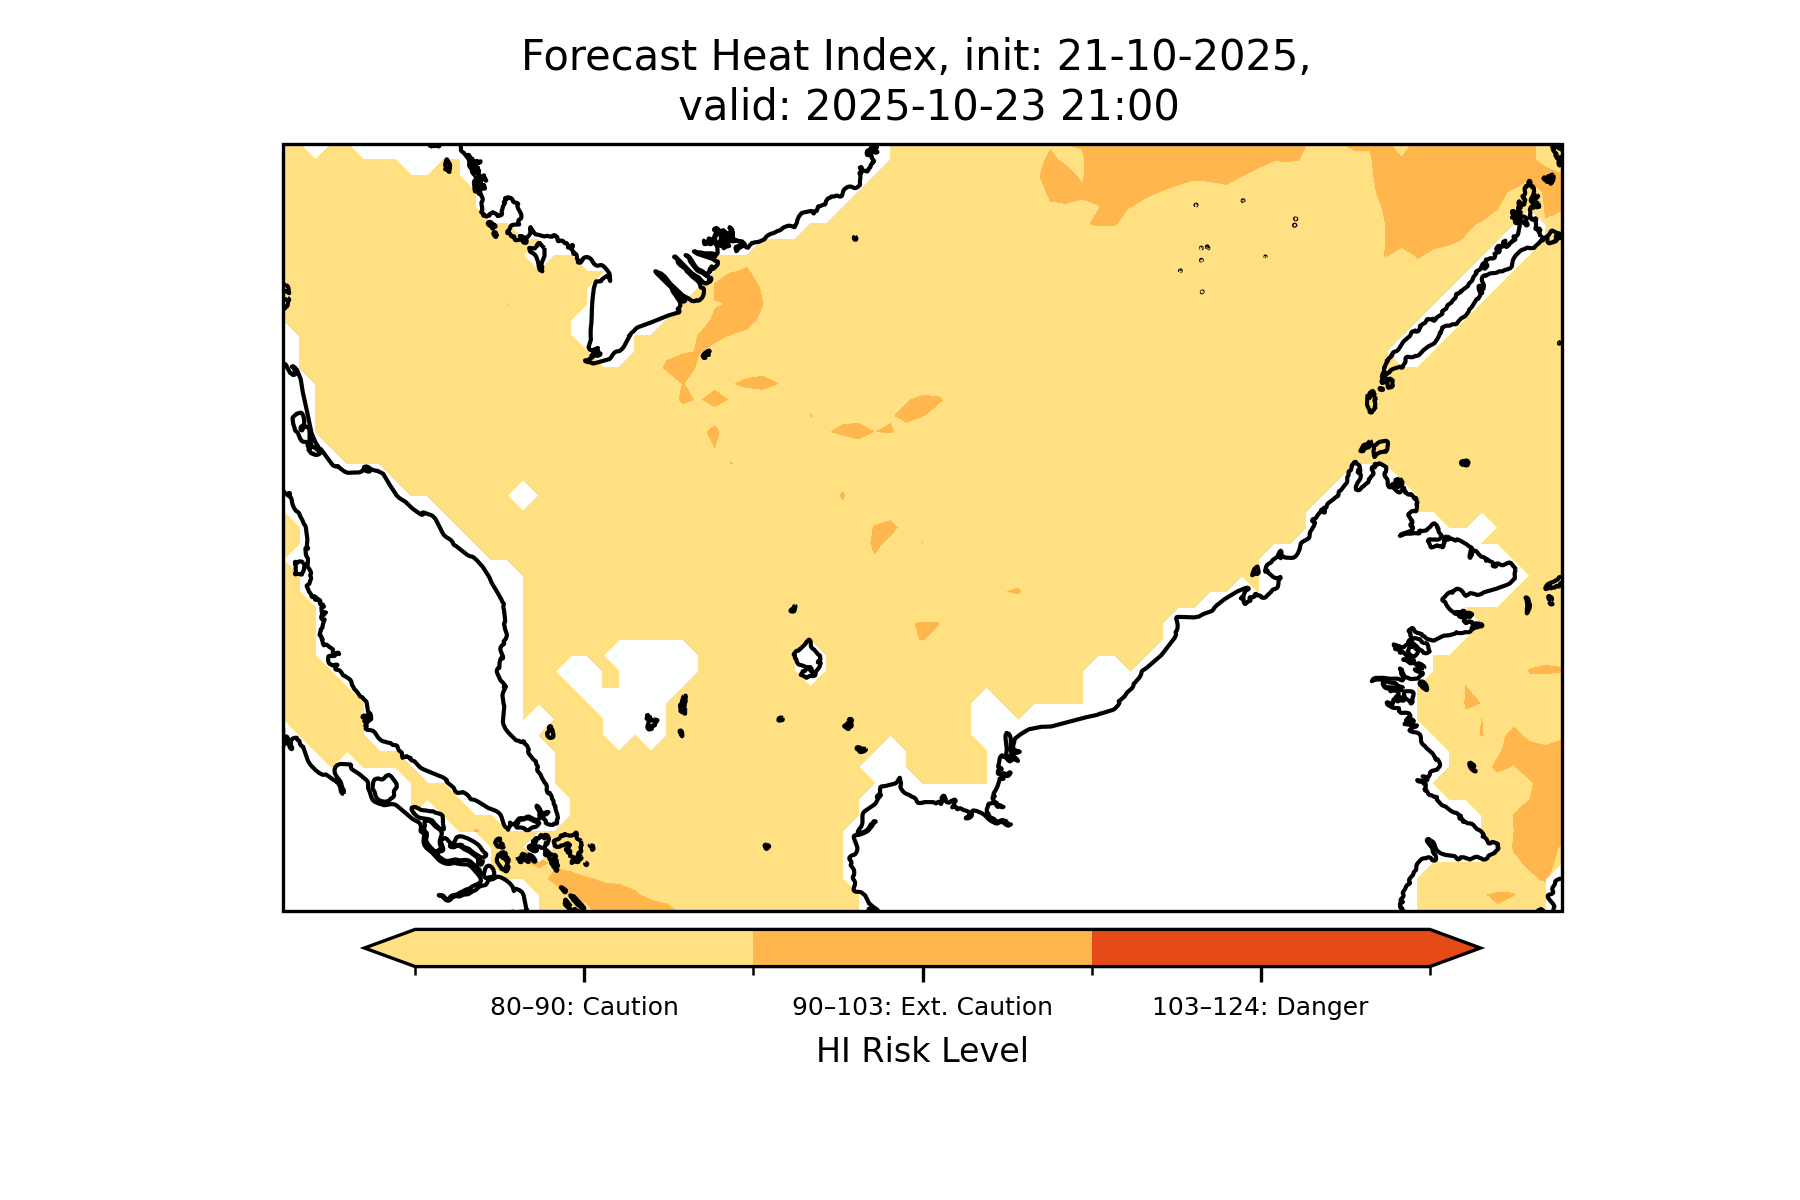 Forecast Heat Index, init: 21-10-2025,
valid: 2025-10-23 21:00
80–90: Caution
90–103: Ext. Caution
103–124: Danger
HI Risk Level